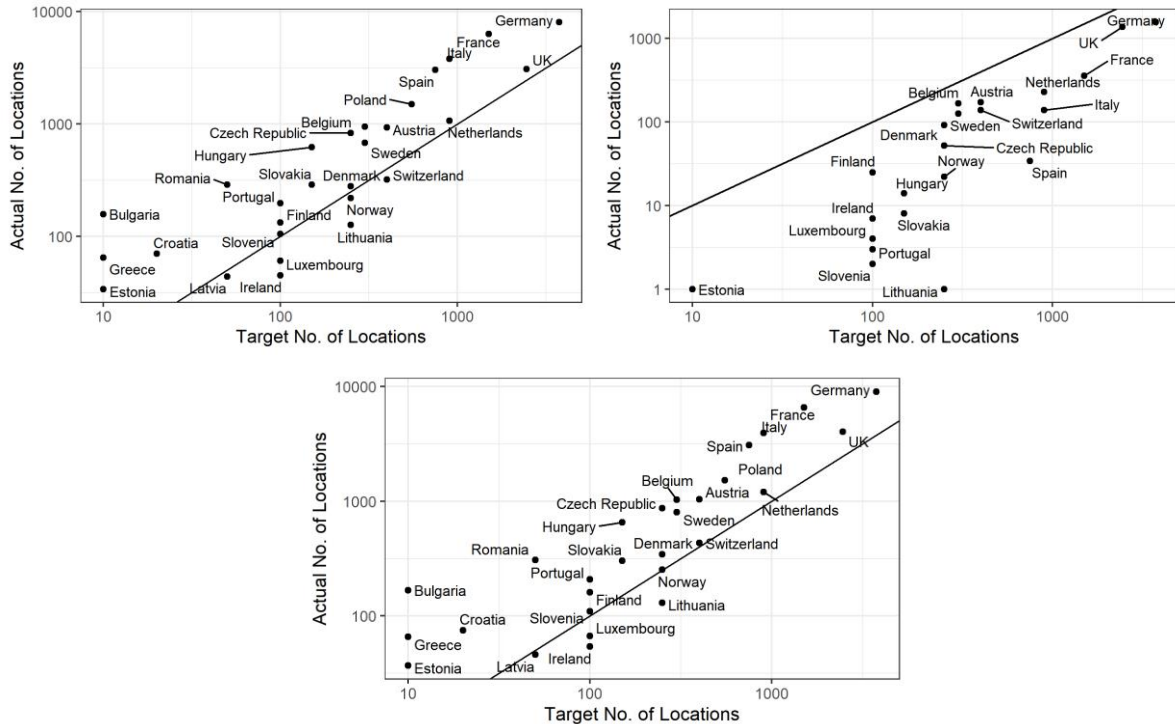 10000
1000
100
Actual No. of Locations
Germany
France
Italy
UK
Spain
Poland
Belgium
Czech Republic
Austria
Netherlands
Hungary
Sweden
Romania
Slovakia
Denmark
Switzerland
Portugal
Norway
Bulgaria
Finland
Lithuania
Croatia
Slovenia
Greece
Luxembourg
Estonia
Latvia
Ireland
10
100
1000
Target No. of Locations
1000
100
10
1
Actual No. of Locations
Germany
UK
France
Netherlands
Belgium
Austria
Italy
Sweden
Switzerland
Denmark
Czech Republic
Finland
Norway
Spain
Hungary
Ireland
Slovakia
Luxembourg
Portugal
Slovenia
Estonia
Lithuania
10
100
1000
Target No. of Locations
10000
1000
100
Actual No. of Locations
Germany
France
Italy
UK
Spain
Poland
Belgium
Austria
Czech Republic
Netherlands
Sweden
Hungary
Romania
Slovakia
Denmark
Switzerland
Portugal
Norway
Bulgaria
Finland
Lithuania
Croatia
Slovenia
Luxembourg
Greece
Estonia
Latvia
Ireland
10
100
1000
Target No. of Locations